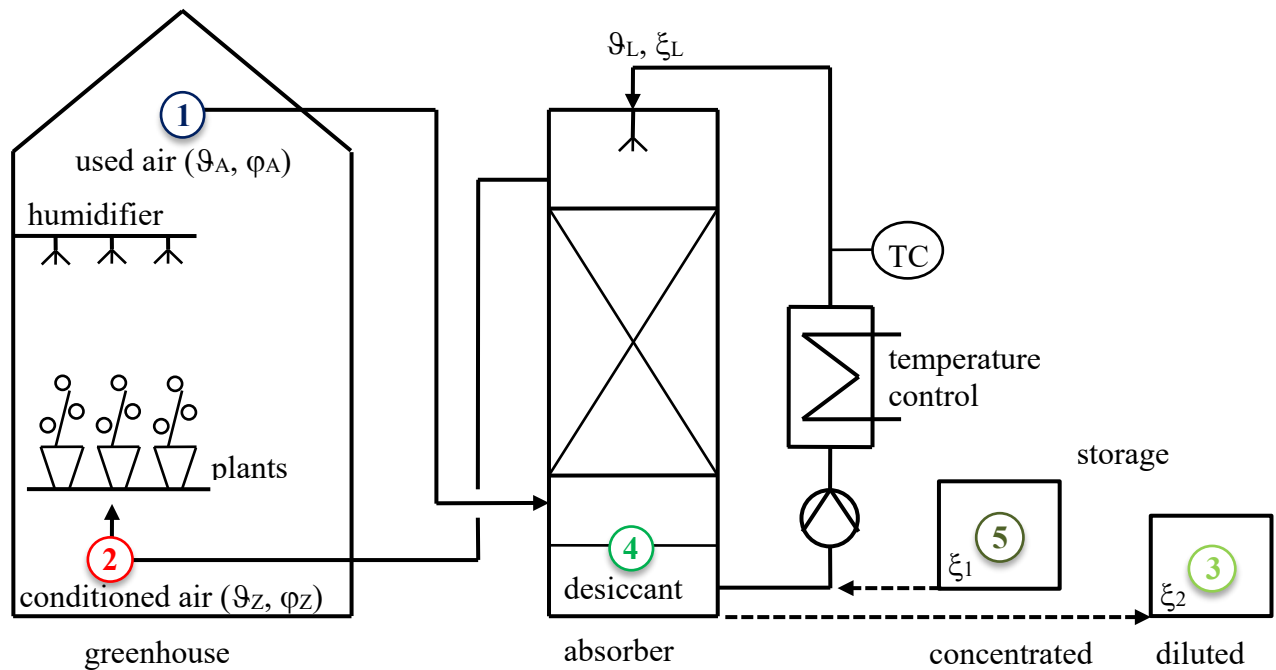 ϑL, ξL
1
used air (ϑA, φA)
humidifier
TC
temperature
control
plants
storage
5
ξ1
3
ξ2
2
4
desiccant
conditioned air (ϑZ, φZ)
greenhouse
absorber
concentrated
diluted